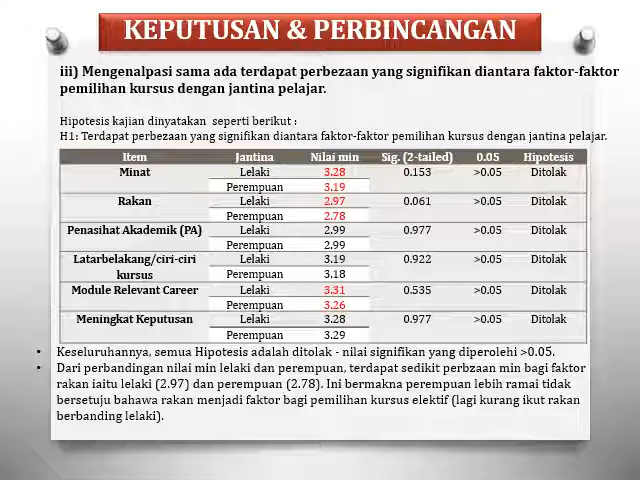 KEPUTUSAN & PERBINCANGAN
iii) Mengenalpasi sama ada terdapat perbezaan yang signifikan diantara faktor-faktor
pemilihan kursus dengan jantina pelajar.
Hipotesis kajian dinyatakan seperti berikut :
H1: Terdapat perbezaan yang signifikan diantara faktor-faktor pemilihan kursus dengan jantina pelajar.
Item Jantina Nilai min Sig. (2-tailed) 0.05 Hipotesis
Minat Lelaki 3.28 0.153 >0.05 Ditolak
Perempuan 3.19
Rakan Lelaki 2.97 0.061 >0.05 Ditolak
Perempuan 2.78
Penasihat Akademik (PA) Lelaki 2.99 0.977 >0.05 Ditolak
Perempuan 2.99
Latarbelakang/ciri-ciri Lelaki 3.19 0.922 >0.05 Ditolak
kursus Perempuan 3.18
Module Relevant Career Lelaki 3.31 0.535 >0.05 Ditolak
Perempuan 3.26
Meningkat Keputusan Lelaki 3.28 0.977 >0.05 Ditolak
Perempuan 3.29
• Keseluruhannya, semua Hipotesis adalah ditolak - nilai signifikan yang diperolehi >0.05.
• Dari perbandingan nilai min lelaki dan perempuan, terdapat sedikit perbzaan min bagi faktor
rakan iaitu lelaki (2.97) dan perempuan (2.78). Ini bermakna perempuan lebih ramai tidak
bersetuju bahawa rakan menjadi faktor bagi pemilihan kursus elektif (lagi kurang ikut rakan
berbanding lelaki).